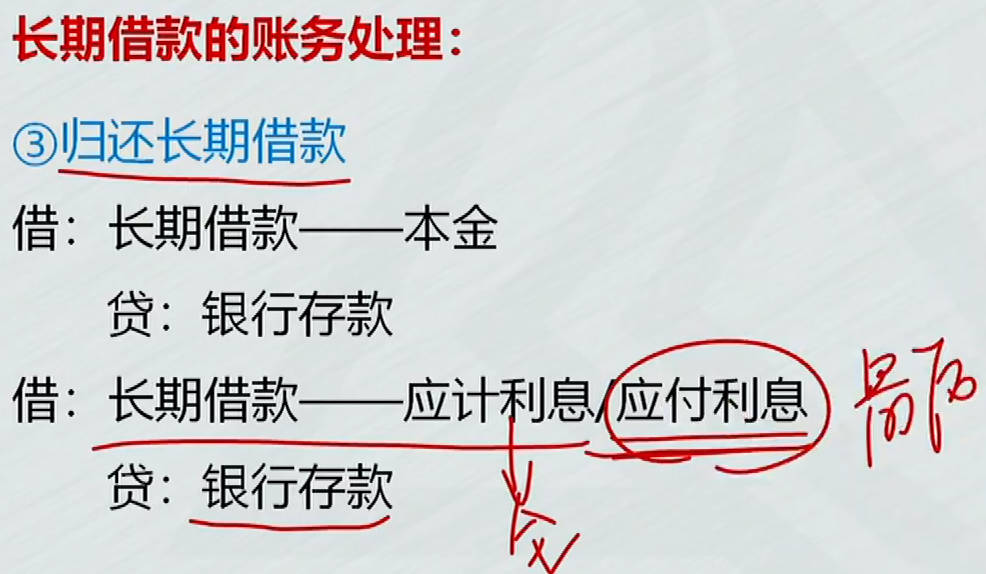 长期借款的账务处理：
③归还长期借款
借：长期借款——本金
贷：银行存款
借：长期借款——应计利息/应付利息
贷：银行存款